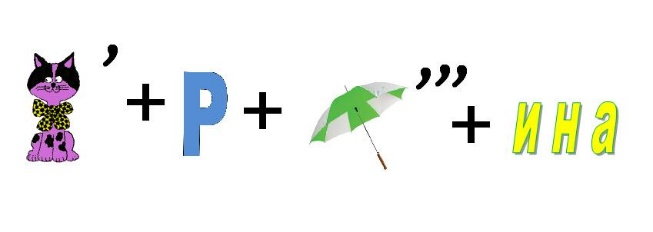 ’ + Р + ’’’ + ина